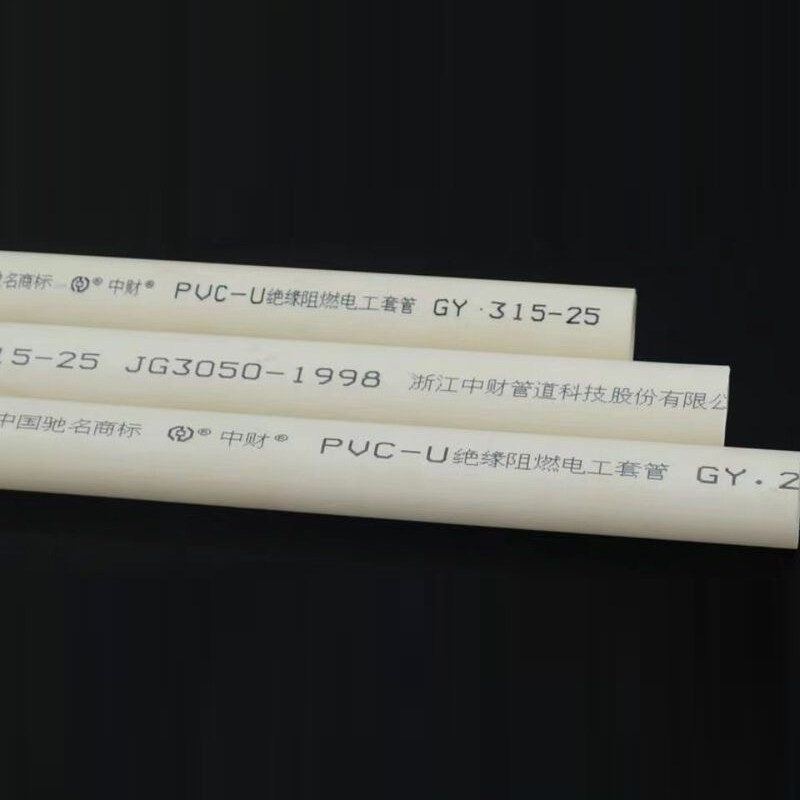 驰名商标 ® 中财® PVC-U绝缘阻燃电工套管 GY·315-25
15-25 JG3050-1998 浙江中财管道科技股份有限公
中国驰名商标 ® 中财® PVC-U绝缘阻燃电工套管 GY.2